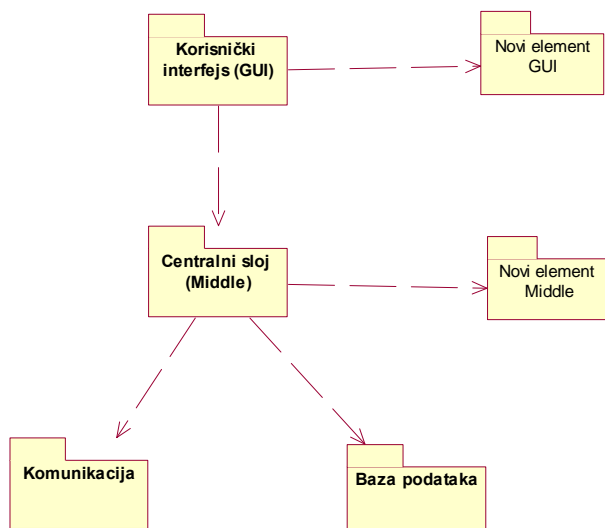 Korisnički
interfejs (GUI)
Novi element
GUI
Centralni sloj
(Middle)
Novi element
Middle
Komunikacija
Baza podataka